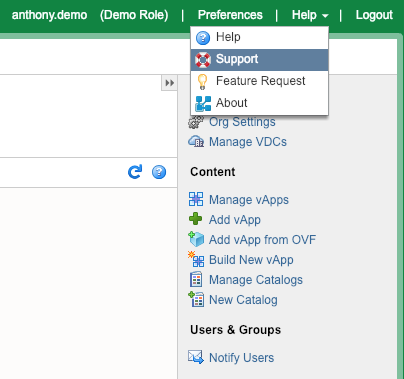 anthony.demo (Demo Role) | Preferences | Help | Logout
Help
Support
Feature Request
About
Org Settings
Manage VDCs
Content
Manage vApps
Add vApp
Add vApp from OVF
Build New vApp
Manage Catalogs
New Catalog
Users & Groups
Notify Users